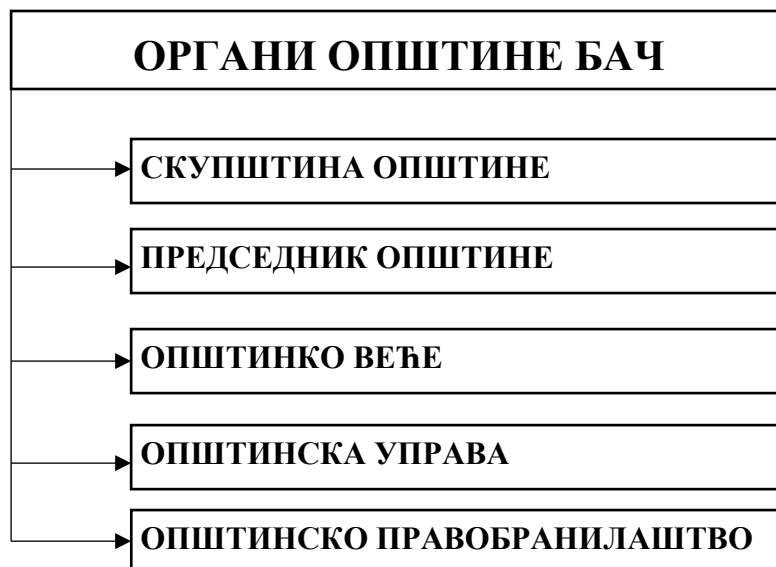 ОРГАНИ ОПШТИНЕ БАЧ
СКУПШТИНА ОПШТИНЕ
ПРЕДСЕДНИК ОПШТИНЕ
ОПШТИНКО ВЕЋЕ
ОПШТИНСКА УПРАВА
ОПШТИНСКО ПРАВОБРАНИЛАШТВО